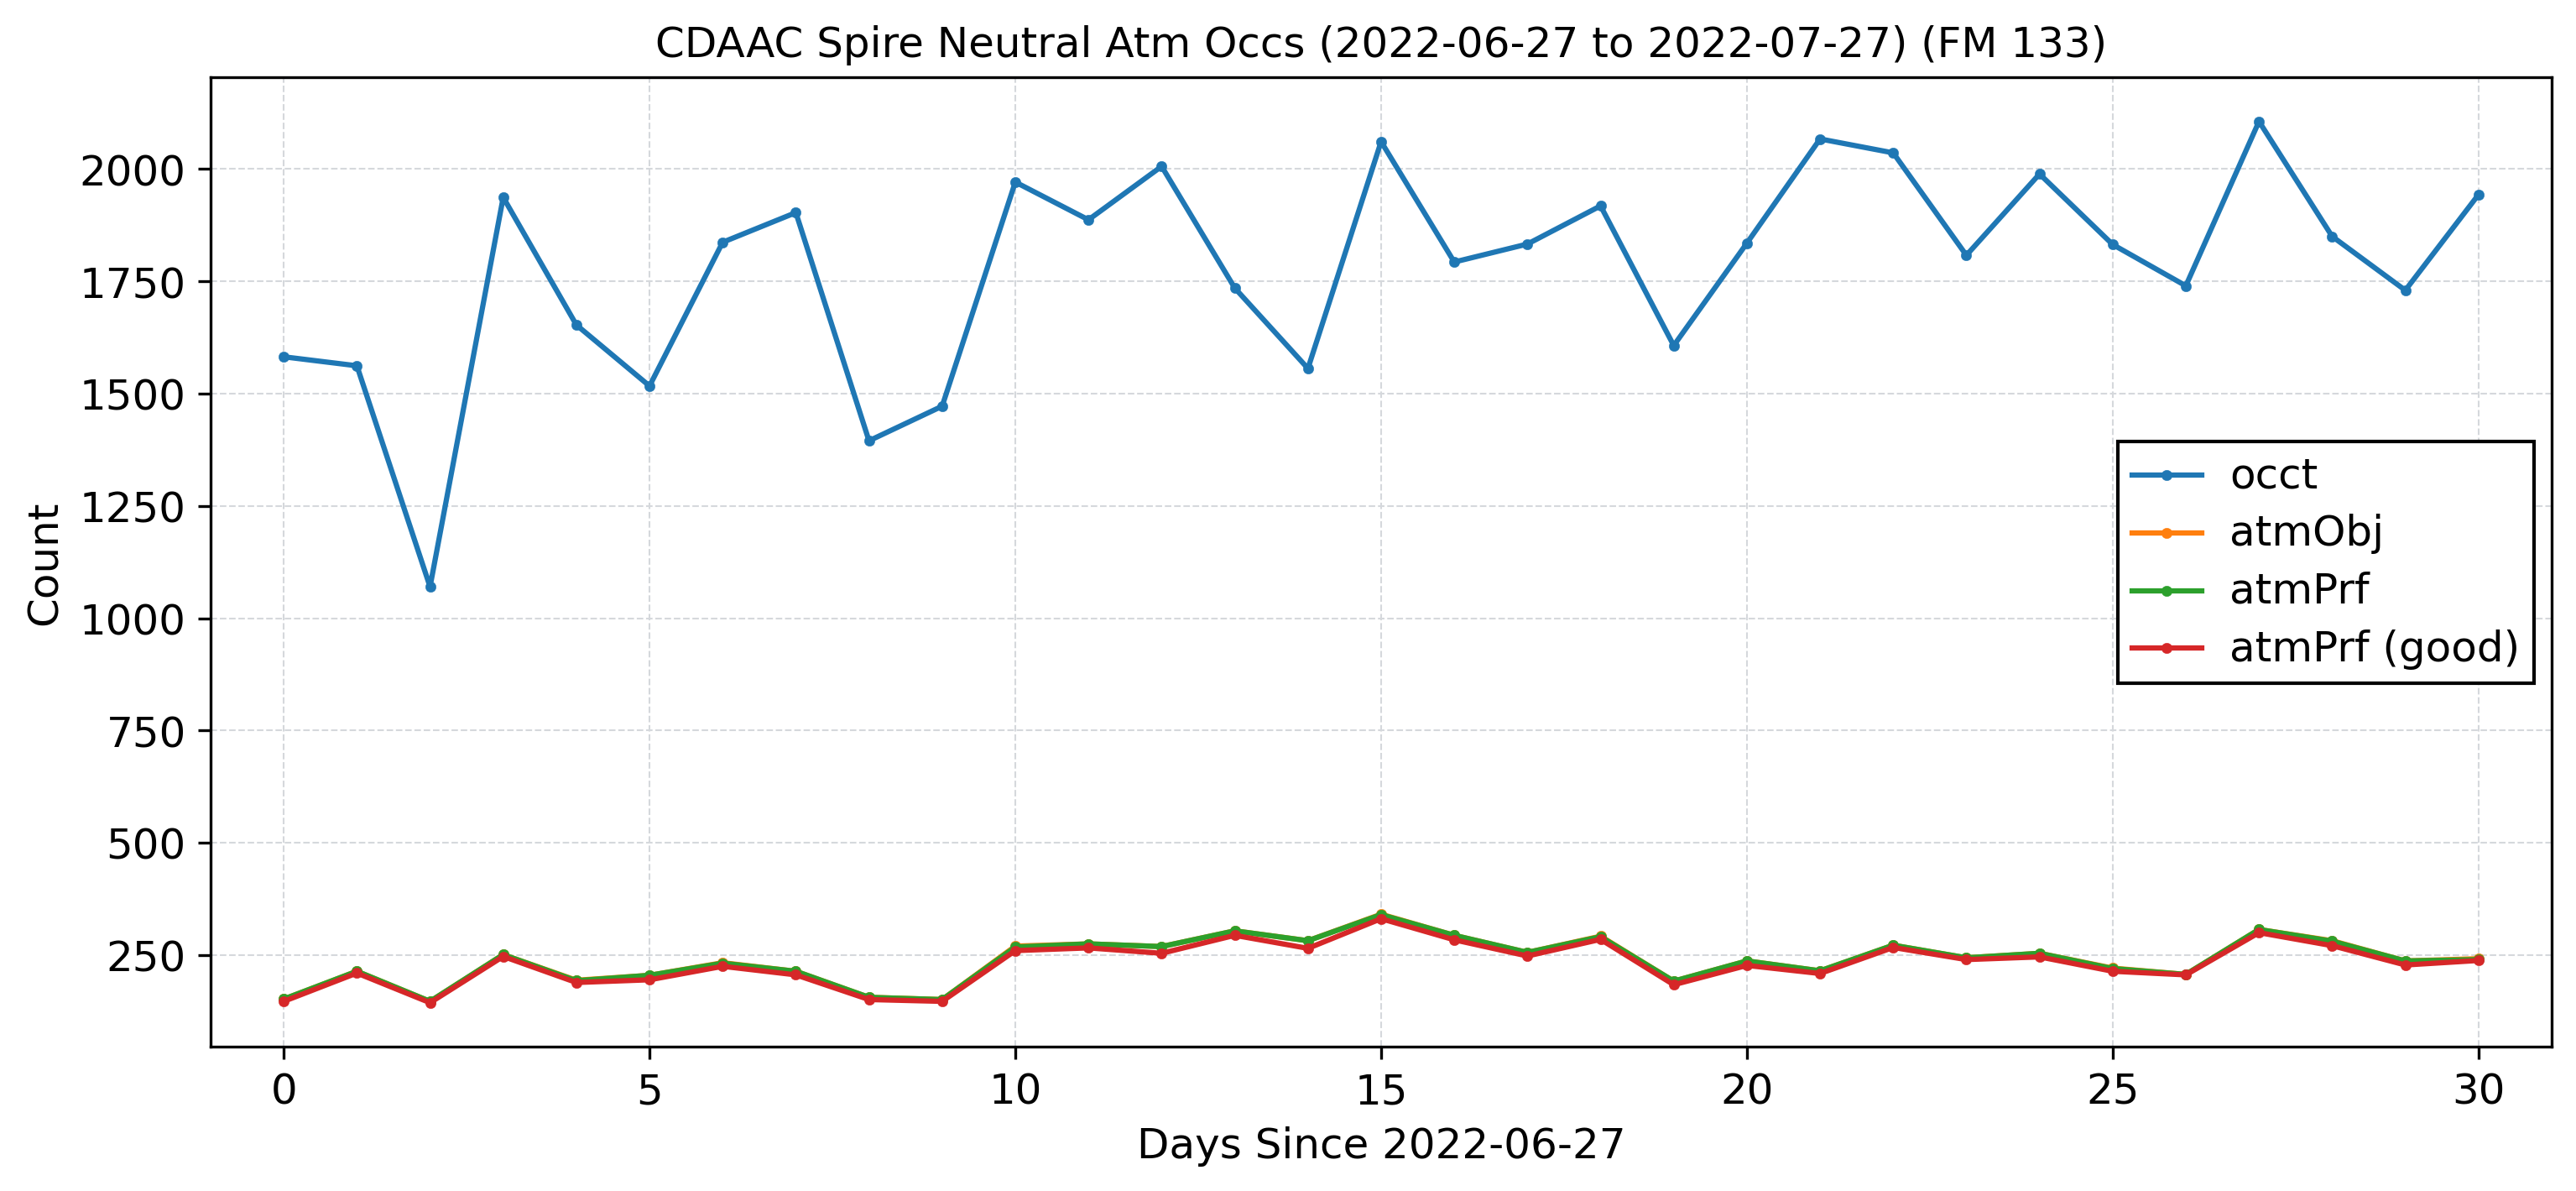 CDAAC Spire Neutral Atm Occs (2022-06-27 to 2022-07-27) (FM 133)
Count
2000
1750
1500
1250
1000
750
500
250
occt
atmObj
atmPrf
atmPrf (good)
0 5 10 15 20 25 30
Days Since 2022-06-27